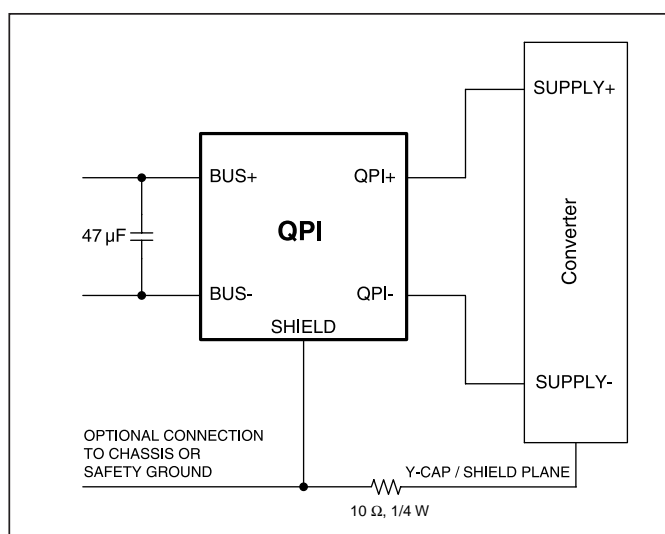 SUPPLY+
BUS+
QPI+
QPI
47 µF
Converter
BUS-
QPI-
SHIELD
SUPPLY-
OPTIONAL CONNECTION
TO CHASSIS OR
SAFETY GROUND
Y-CAP / SHIELD PLANE
10 Ω, 1/4 W